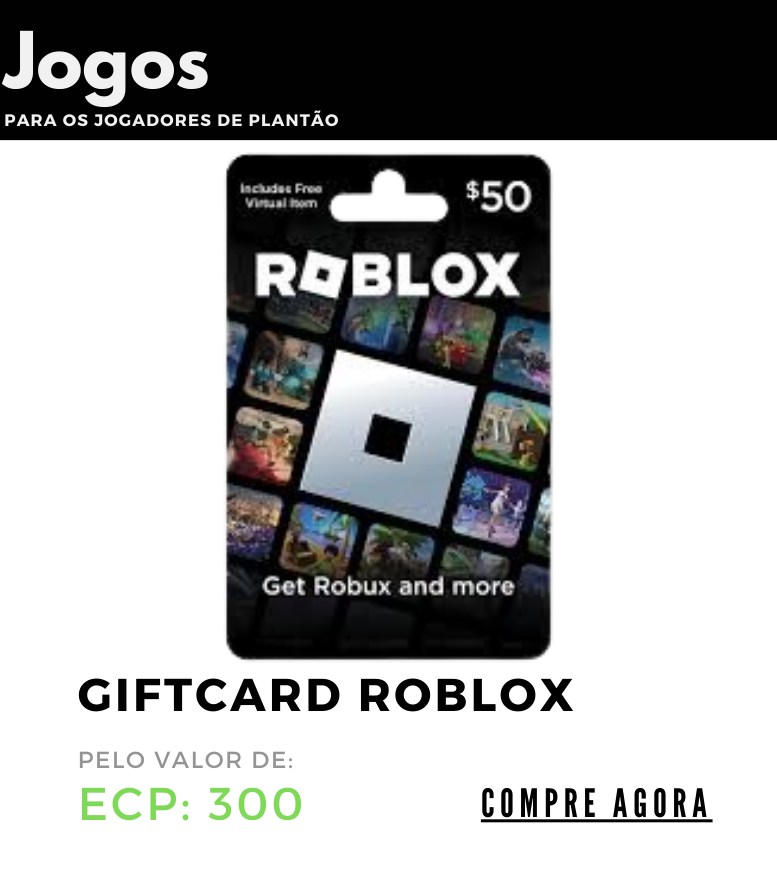 Jogos
PARA OS JOGADORES DE PLANTÃO
Includes Free
Virtual Item
$50
ROBLOX
Get Robux and more
GIFTCARD ROBLOX
PELO VALOR DE:
ECP: 300
COMPRE AGORA